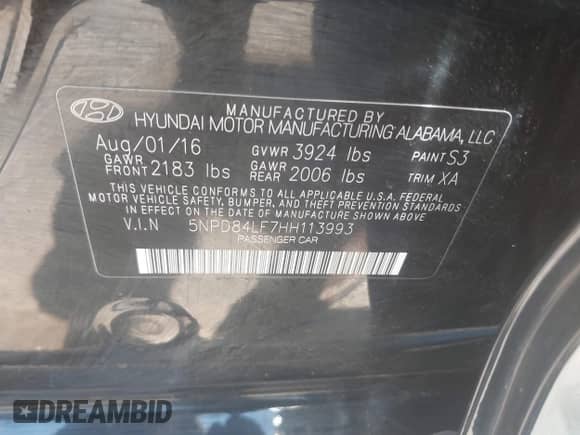 MANUFACTURED BY
HYUNDAI MOTOR MANUFACTURING ALABAMA, LLC
Aug/01/16 GVWR 3924 lbs PAINT S3
GAWR FRONT 2183 lbs GAWR REAR 2006 lbs TRIM XA
THIS VEHICLE CONFORMS TO ALL APPLICABLE U.S.A. FEDERAL
MOTOR VEHICLE SAFETY, BUMPER, AND THEFT PREVENTION STANDARDS
IN EFFECT ON THE DATE OF MANUFACTURE SHOWN ABOVE.
V.I.N 5NPD84LF7HH113993
PASSENGER CAR
DREAMBID